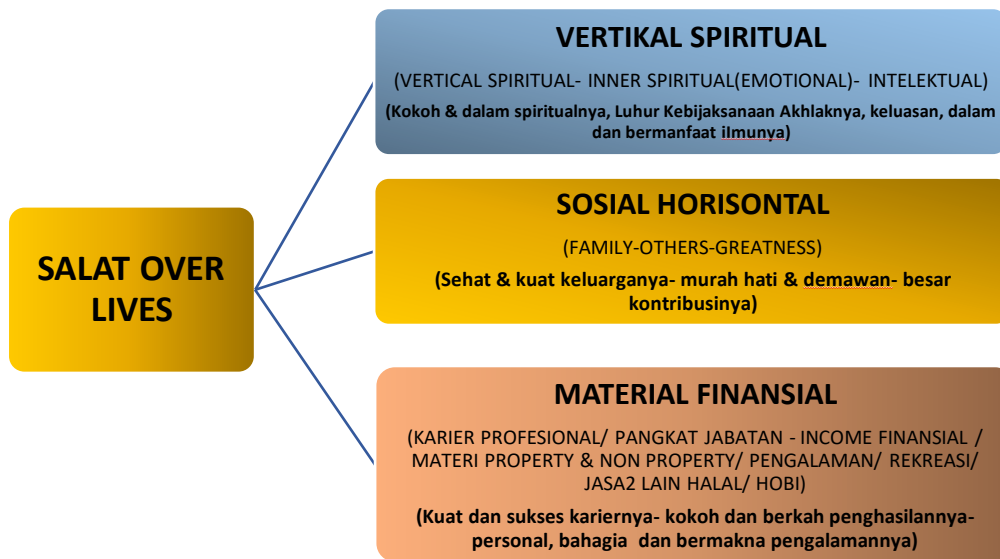 SALAT OVER
LIVES
VERTIKAL SPIRITUAL
(VERTICAL SPIRITUAL- INNER SPIRITUAL(EMOTIONAL)- INTELEKTUAL)
(Kokoh & dalam spiritualnya, Luhur Kebijaksanaan Akhlaknya, keluasan, dalam
dan bermanfaat ilmunya)
SOSIAL HORISONTAL
(FAMILY-OTHERS-GREATNESS)
(Sehat & kuat keluarganya- murah hati & demawan- besar
kontribusinya)
MATERIAL FINANSIAL
(KARIER PROFESIONAL/ PANGKAT JABATAN - INCOME FINANSIAL /
MATERI PROPERTY & NON PROPERTY/ PENGALAMAN/ REKREASI/
JASA2 LAIN HALAL/ HOBI)
(Kuat dan sukses kariernya- kokoh dan berkah penghasilannya-
personal, bahagia  dan bermakna pengalamannya)